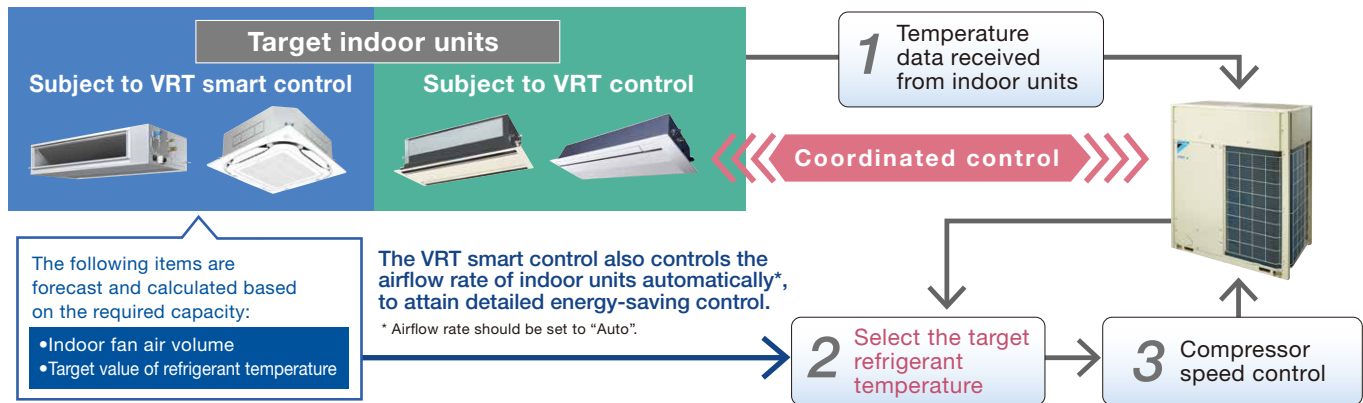 Target indoor units
Subject to VRT smart control
Subject to VRT control
1
Temperature
data received
from indoor units
Coordinated control
The following items are
forecast and calculated based
on the required capacity:
•Indoor fan air volume
•Target value of refrigerant temperature
The VRT smart control also controls the
airflow rate of indoor units automatically*,
to attain detailed energy-saving control.
* Airflow rate should be set to “Auto”.
2
Select the target
refrigerant
temperature
3
Compressor
speed control